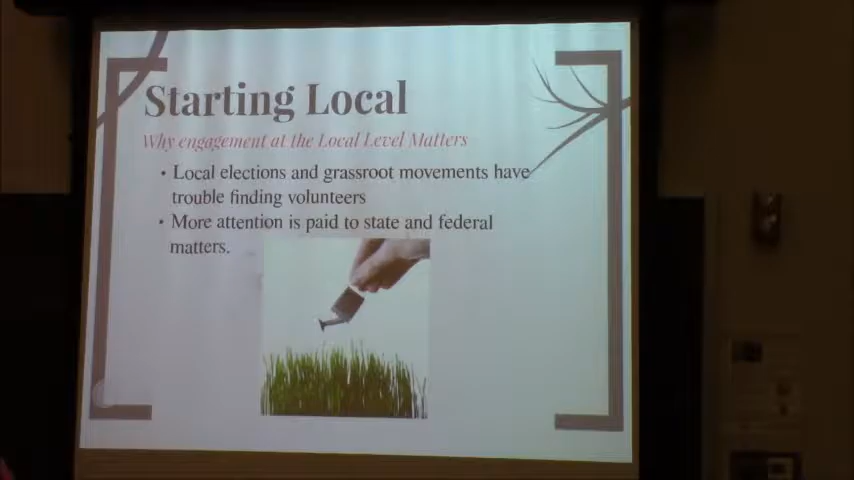 Starting Local
Why engagement at the Local Level Matters
• Local elections and grassroot movements have
trouble finding volunteers
• More attention is paid to state and federal
matters.